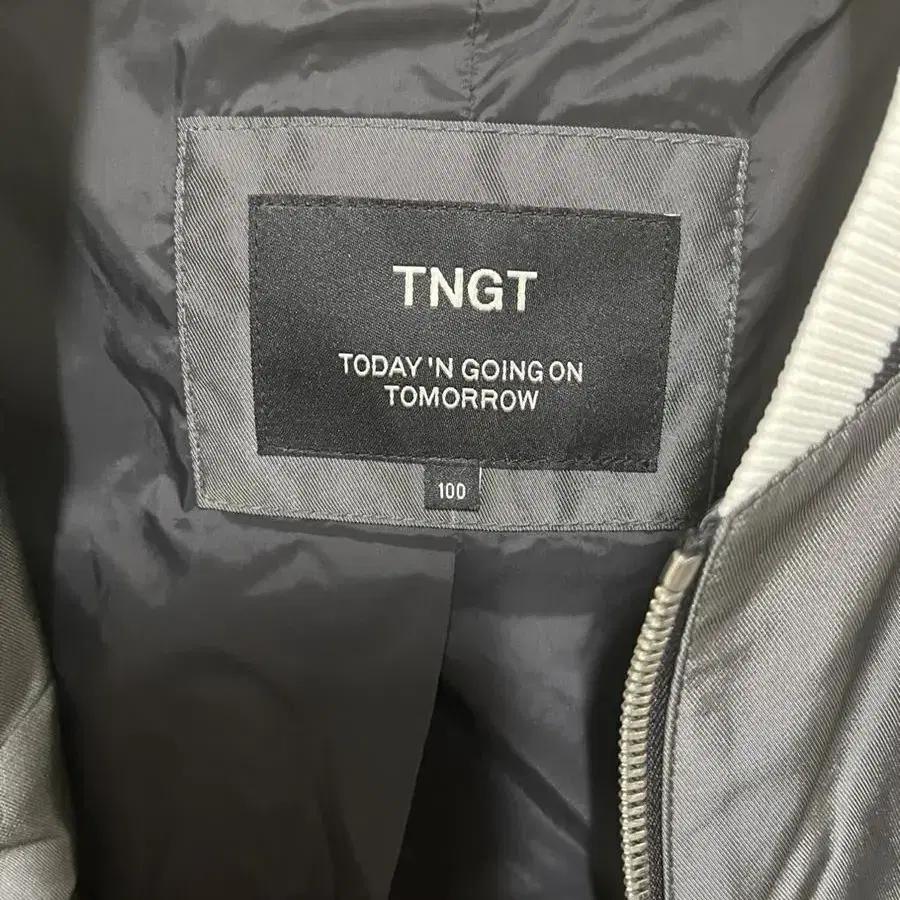 TNGT
TODAY 'N GOING ON
TOMORROW
100